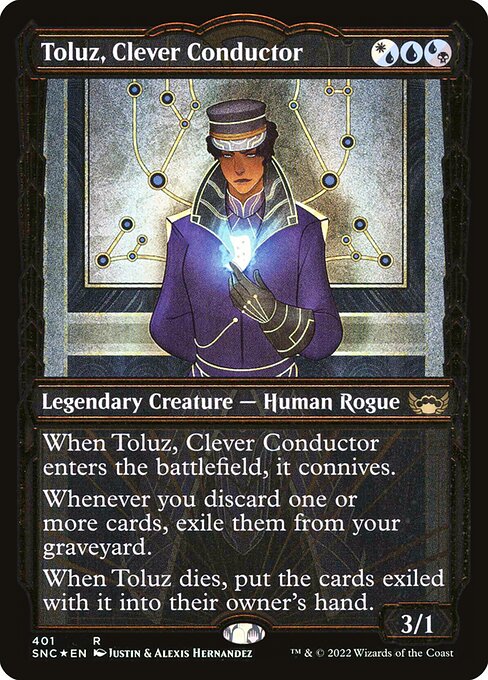 Toluz, Clever Conductor
Legendary Creature — Human Rogue
When Toluz, Clever Conductor
enters the battlefield, it connives.
Whenever you discard one or
more cards, exile them from your
graveyard.
When Toluz dies, put the cards exiled
with it into their owner's hand.
3/1
401 R
SNC★EN Justin & Alexis Hernandez
™ & © 2022 Wizards of the Coast